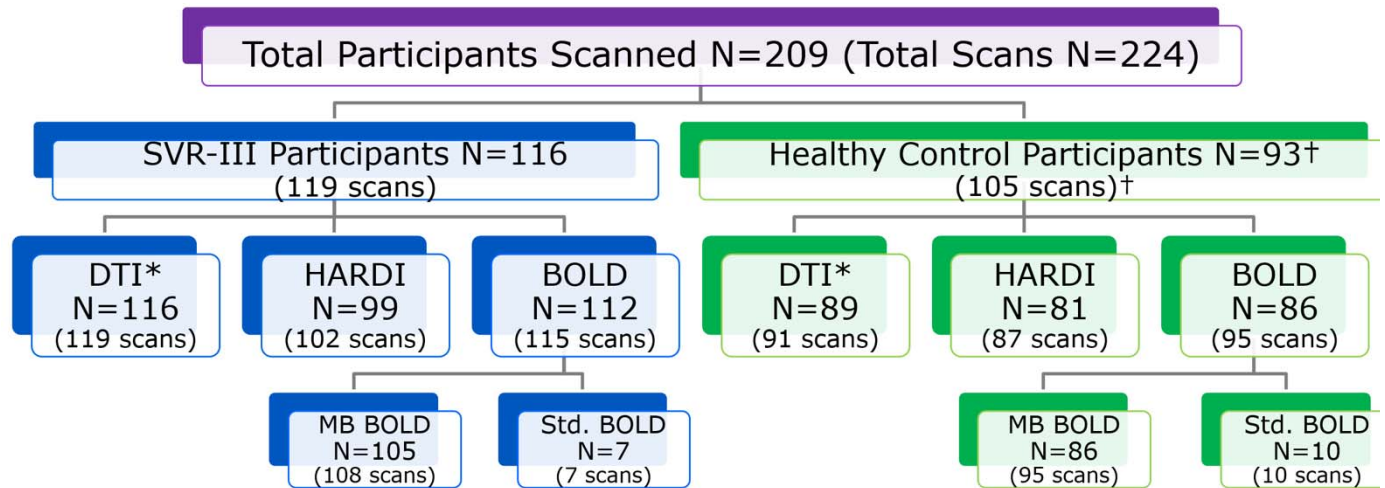 Total Participants Scanned N=209 (Total Scans N=224)
SVR-III Participants N=116
(119 scans)
Healthy Control Participants N=93†
(105 scans)†
DTI*
N=116
(119 scans)
HARDI
N=99
(102 scans)
BOLD
N=112
(115 scans)
DTI*
N=89
(91 scans)
HARDI
N=81
(87 scans)
BOLD
N=86
(95 scans)
MB BOLD
N=105
(108 scans)
Std. BOLD
N=7
(7 scans)
MB BOLD
N=86
(95 scans)
Std. BOLD
N=10
(10 scans)